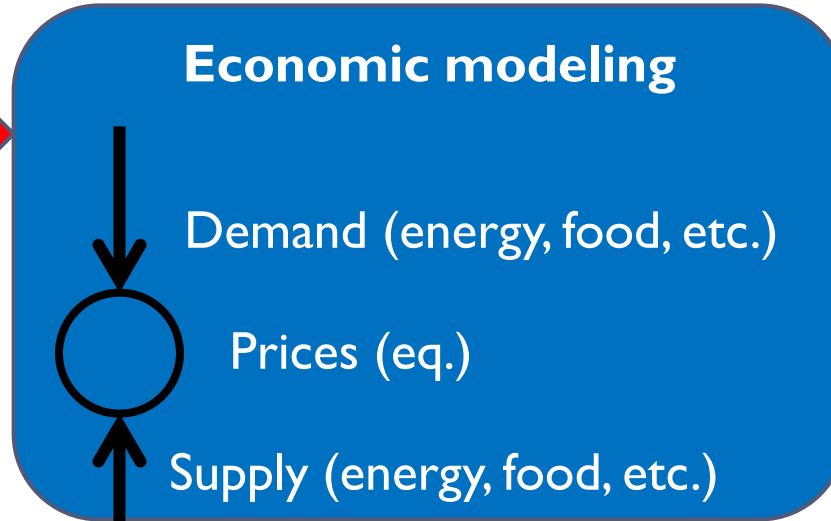 Economic modeling
Demand (energy, food, etc.)
Prices (eq.)
Supply (energy, food, etc.)